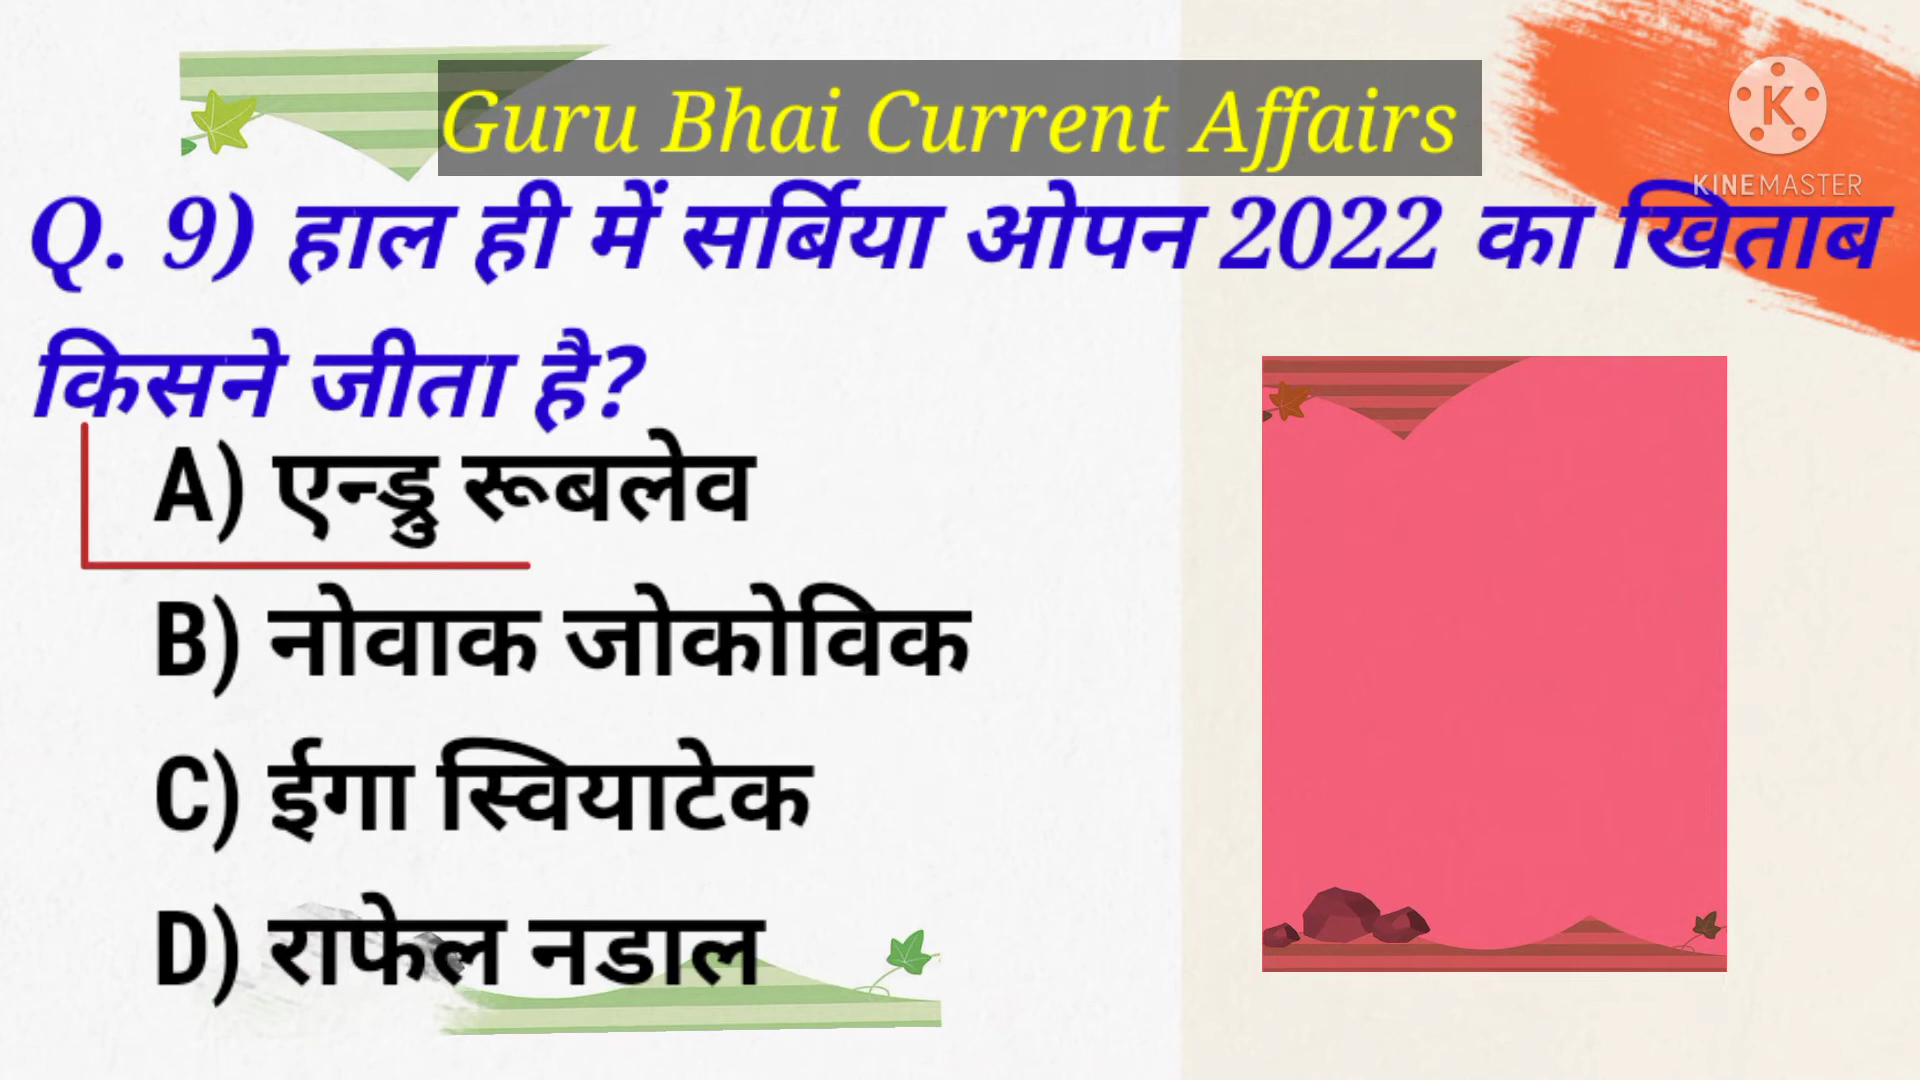 Guru Bhai Current Affairs
KINEMASTER
Q. 9) हाल ही में सर्बिया ओपन 2022 का खिताब
किसने जीता है?
A) एन्ड्रु रूबलेव
B) नोवाक जोकोविक
C) ईगा स्वियाटेक
D) राफेल नडाल